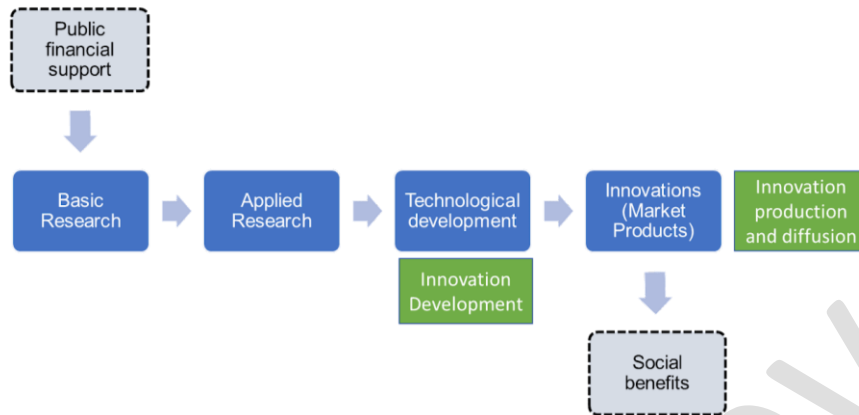 Public
financial
support
Basic
Research
Applied
Research
Technological
development
Innovations
(Market
Products)
Innovation
production
and diffusion
Innovation
Development
Social
benefits